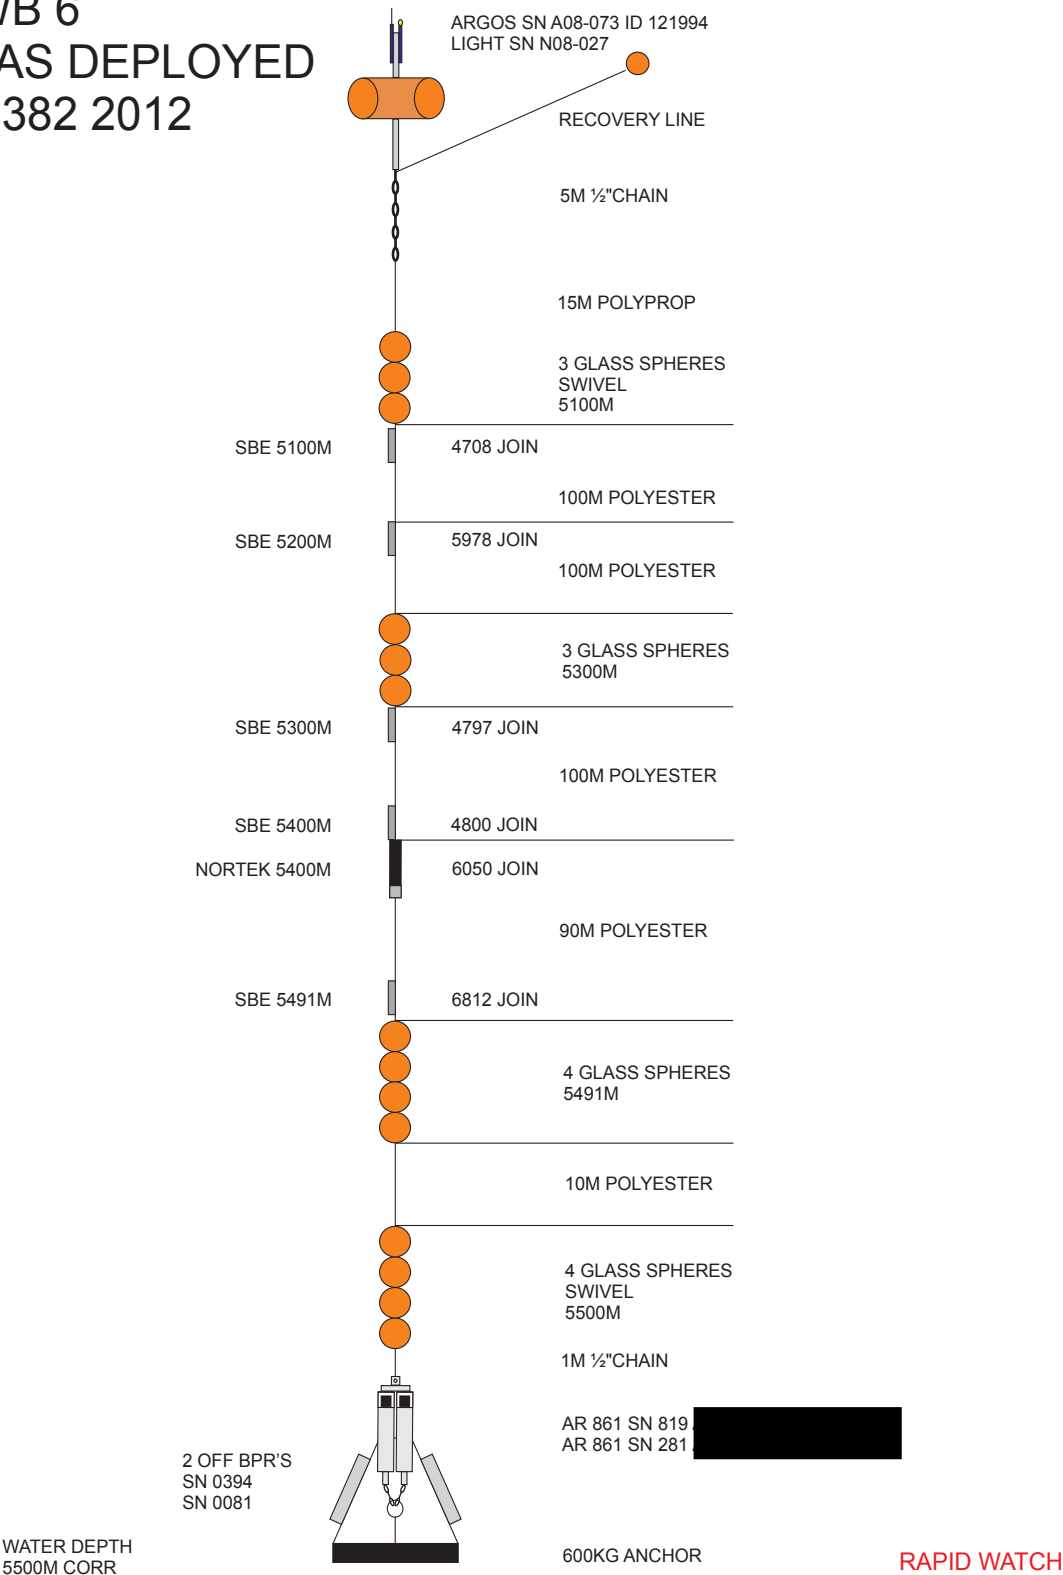 6
AS DEPLOYED
382 2012
ARGOS SN A08-073 ID 121994
LIGHT SN N08-027
RECOVERY LINE
5M ½"CHAIN
15M POLYPROP
3 GLASS SPHERES
SWIVEL
5100M
SBE 5100M
4708 JOIN
100M POLYESTER
SBE 5200M
5978 JOIN
100M POLYESTER
3 GLASS SPHERES
5300M
SBE 5300M
4797 JOIN
100M POLYESTER
SBE 5400M
4800 JOIN
NORTEK 5400M
6050 JOIN
90M POLYESTER
SBE 5491M
6812 JOIN
4 GLASS SPHERES
5491M
10M POLYESTER
4 GLASS SPHERES
SWIVEL
5500M
1M ½"CHAIN
AR 861 SN 819
AR 861 SN 281
2 OFF BPR'S
SN 0394
SN 0081
WATER DEPTH
5500M CORR
600KG ANCHOR
RAPID WATCH